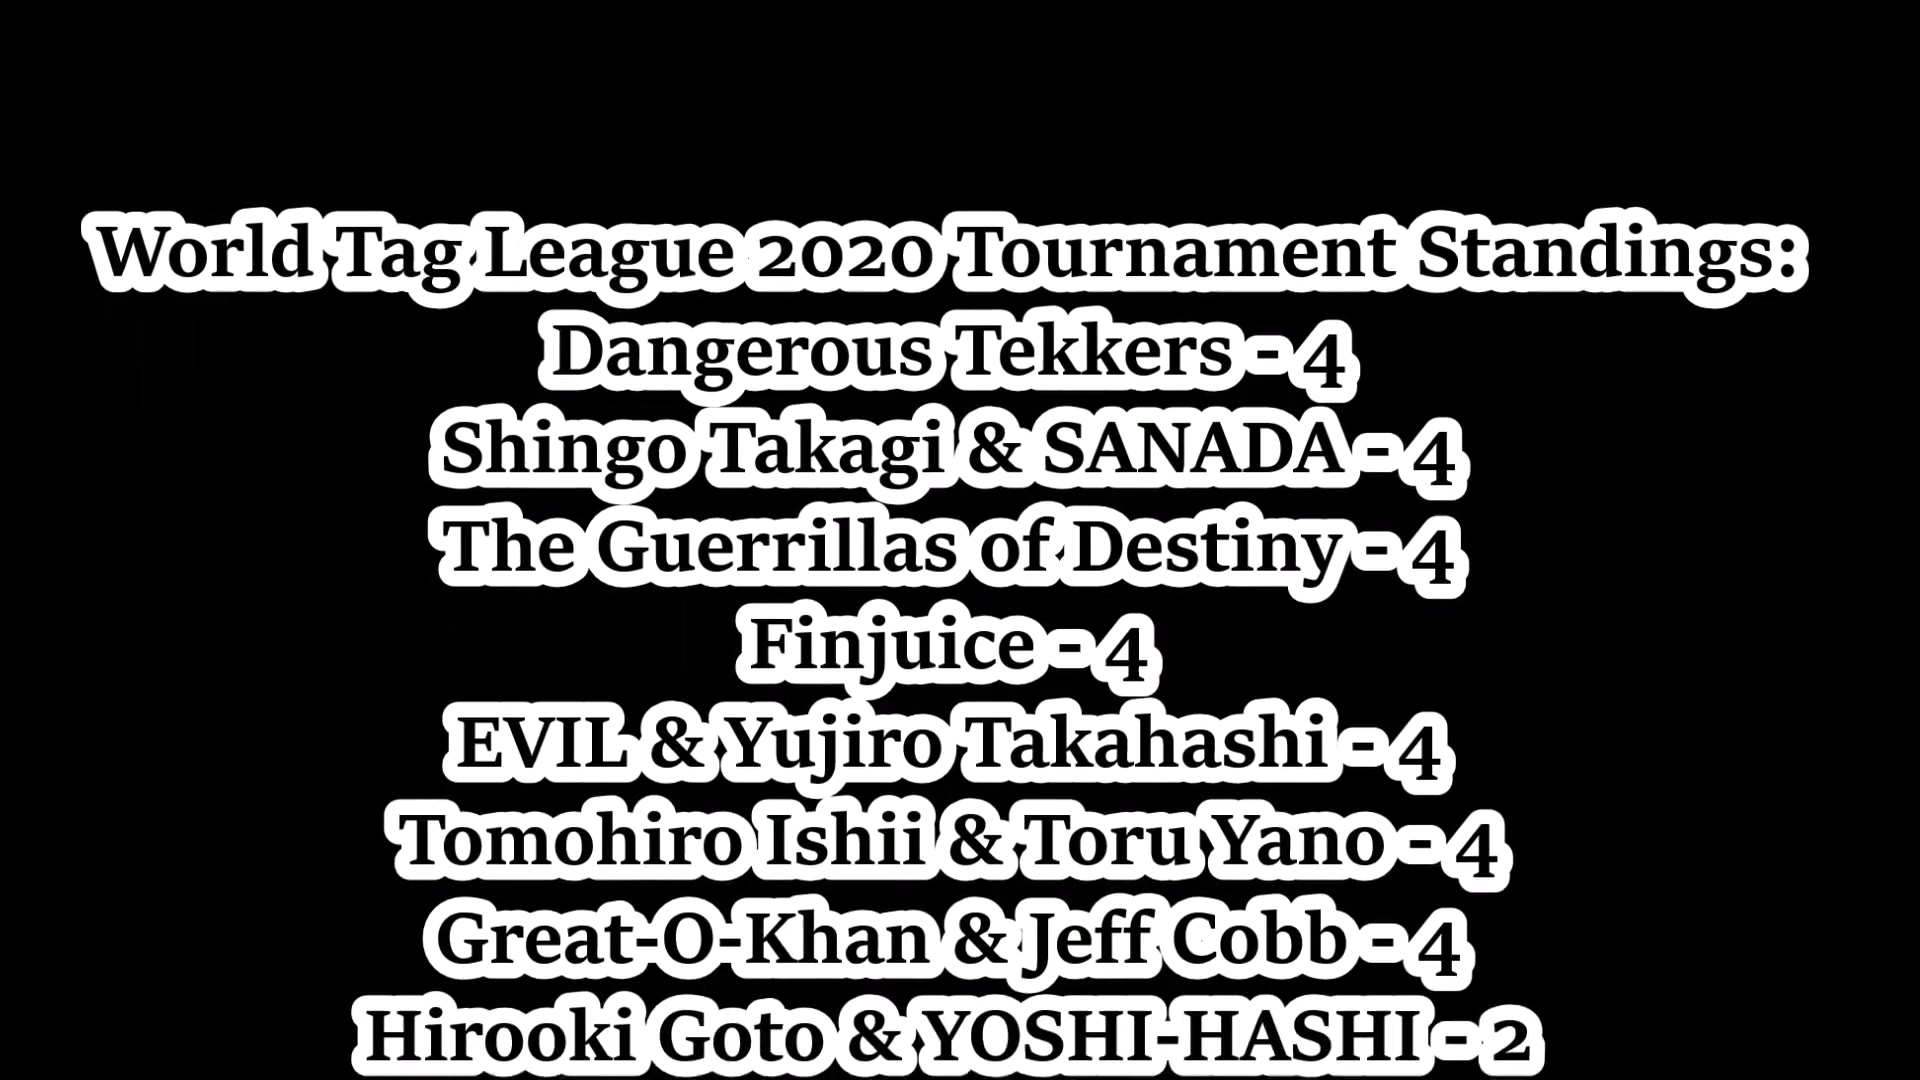 World Tag League 2020 Tournament Standings:
Dangerous Tekkers - 4
Shingo Takagi & SANADA - 4
The Guerrillas of Destiny - 4
Finjuice - 4
EVIL & Yujiro Takahashi - 4
Tomohiro Ishii & Toru Yano - 4
Great-O-Khan & Jeff Cobb - 4
Hirooki Goto & YOSHI-HASHI - 2